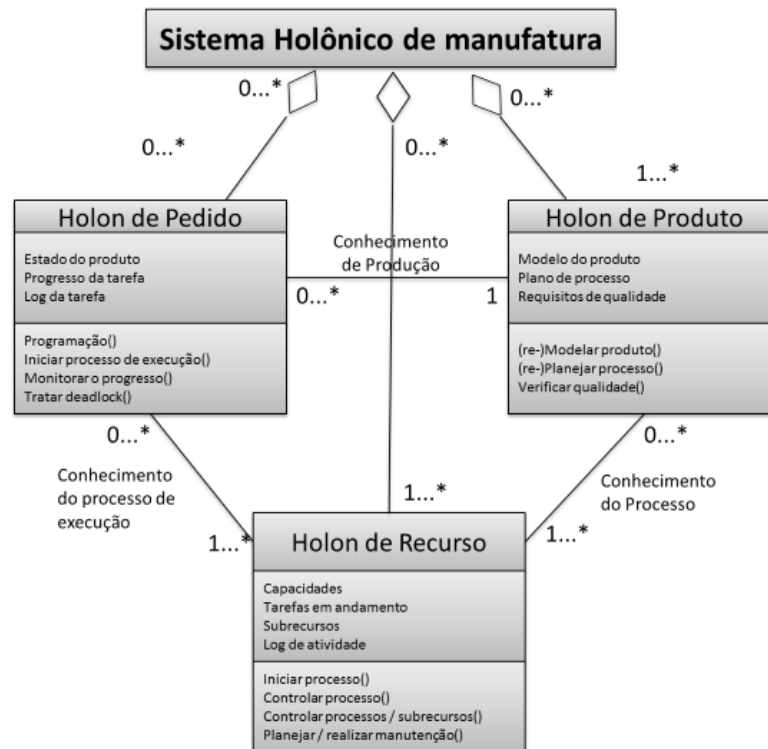 Sistema Holônico de manufatura
0...*
0...*
0...*
0...*
1...*
Holon de Pedido
Estado do produto
Progresso da tarefa
Log da tarefa
Programação()
Iniciar processo de execução()
Monitorar o progresso()
Tratar deadlock()
Conhecimento
de Produção
0...*
1
Holon de Produto
Modelo do produto
Plano de processo
Requisitos de qualidade
(re-)Modelar produto()
(re-)Planejar processo()
Verificar qualidade()
0...*
Conhecimento
do processo de
execução
1...*
1...*
0...*
Conhecimento
do Processo
1...*
Holon de Recurso
Capacidades
Tarefas em andamento
Subrecursos
Log de atividade
Iniciar processo()
Controlar processo()
Controlar processos / subrecursos()
Planejar / realizar manutenção()